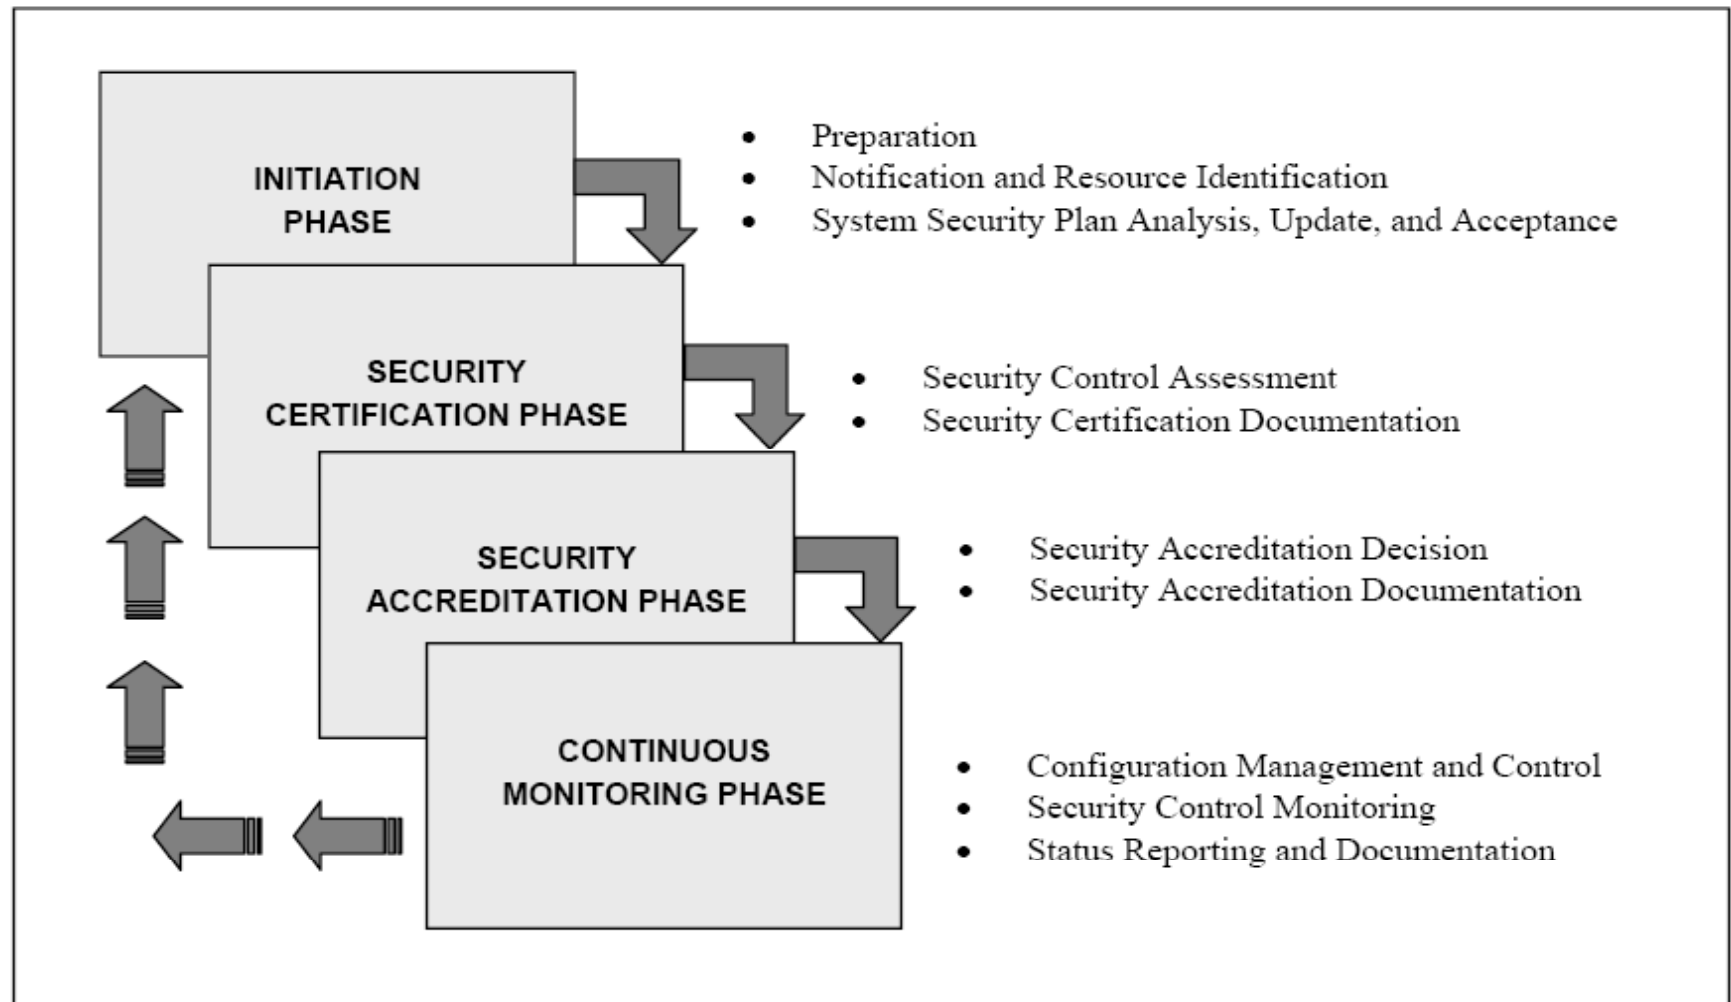 INITIATION
PHASE
• Preparation
• Notification and Resource Identification
• System Security Plan Analysis, Update, and Acceptance
SECURITY
CERTIFICATION PHASE
• Security Control Assessment
• Security Certification Documentation
SECURITY
ACCREDITATION PHASE
• Security Accreditation Decision
• Security Accreditation Documentation
CONTINUOUS
MONITORING PHASE
• Configuration Management and Control
• Security Control Monitoring
• Status Reporting and Documentation